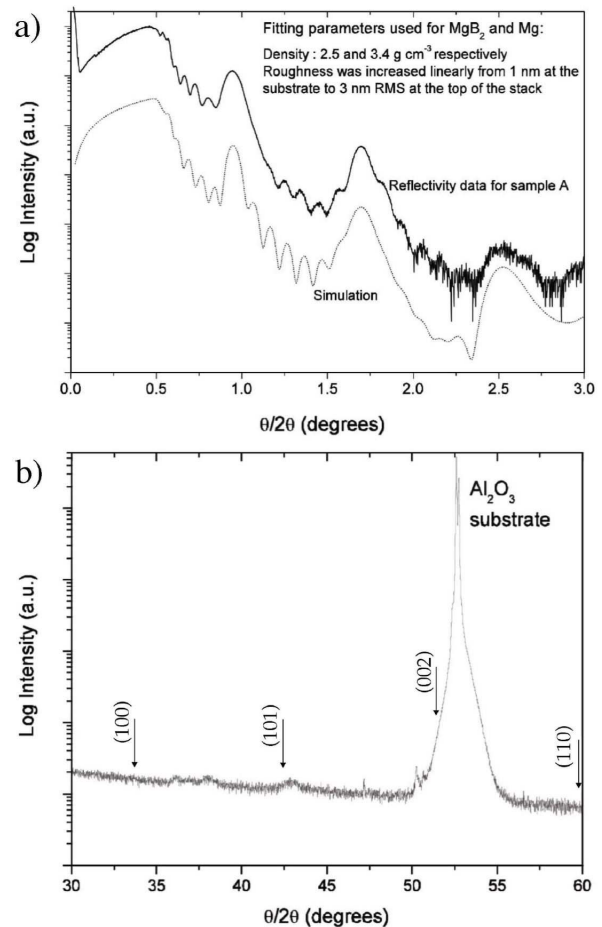 a)
Fitting parameters used for MgB₂ and Mg:
Density : 2.5 and 3.4 g cm⁻³ respectively
Roughness was increased linearly from 1 nm at the
substrate to 3 nm RMS at the top of the stack
Log Intensity (a.u.)
Reflectivity data for sample A
Simulation
0.0 0.5 1.0 1.5 2.0 2.5 3.0
θ/2θ (degrees)
b)
Al₂O₃
substrate
Log Intensity (a.u.)
(100)
(101)
(002)
(110)
30 35 40 45 50 55 60
θ/2θ (degrees)